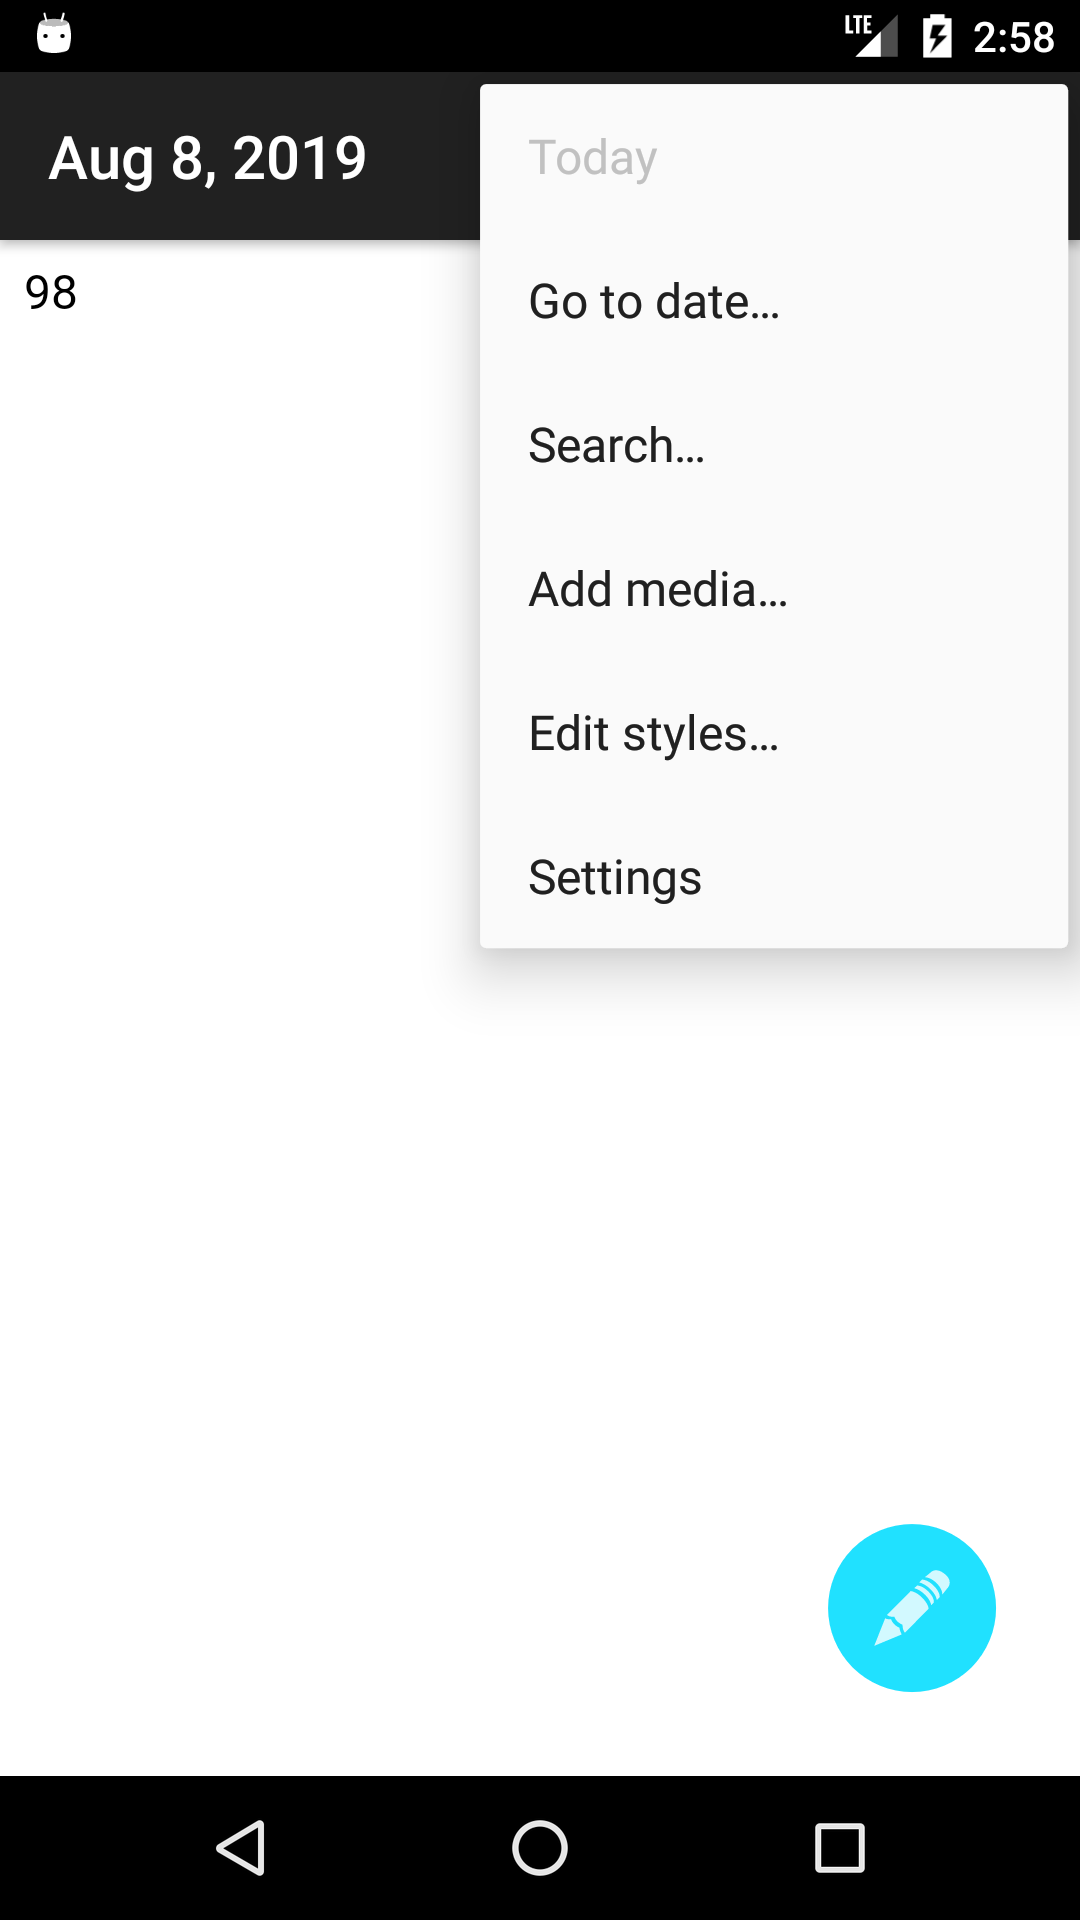 LTE 2:58
Aug 8, 2019
Today
98
Go to date…
Search…
Add media…
Edit styles…
Settings